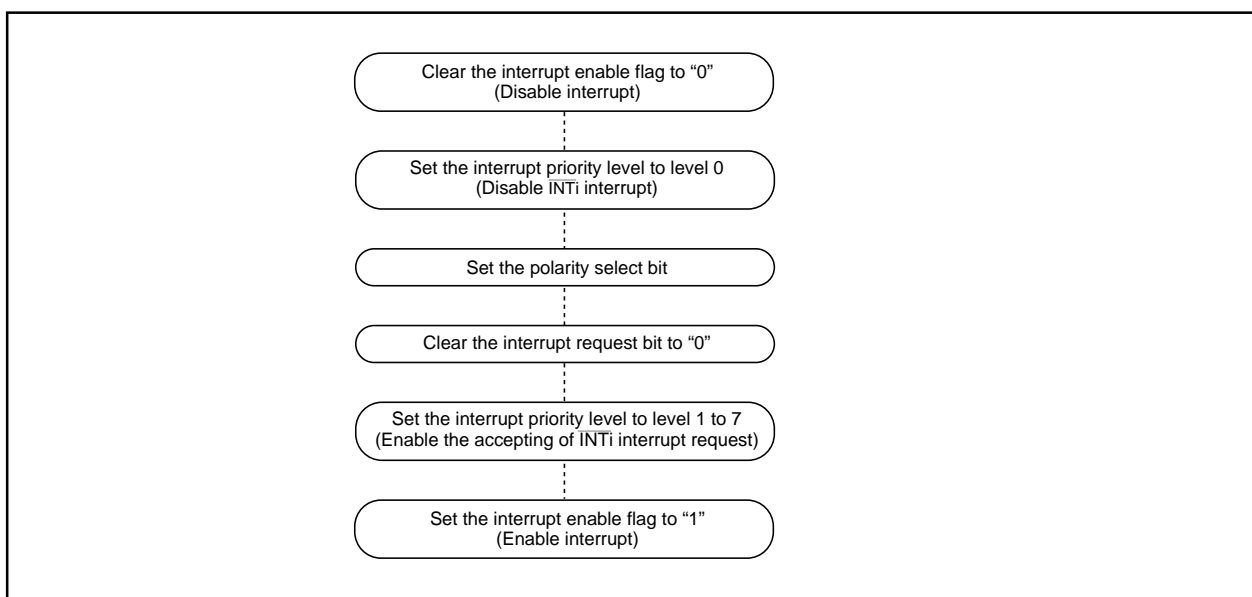 Clear the interrupt enable flag to “0”
(Disable interrupt)
Set the interrupt priority level to level 0
(Disable I̅N̅T̅i interrupt)
Set the polarity select bit
Clear the interrupt request bit to “0”
Set the interrupt priority level to level 1 to 7
(Enable the accepting of I̅N̅T̅i interrupt request)
Set the interrupt enable flag to “1”
(Enable interrupt)